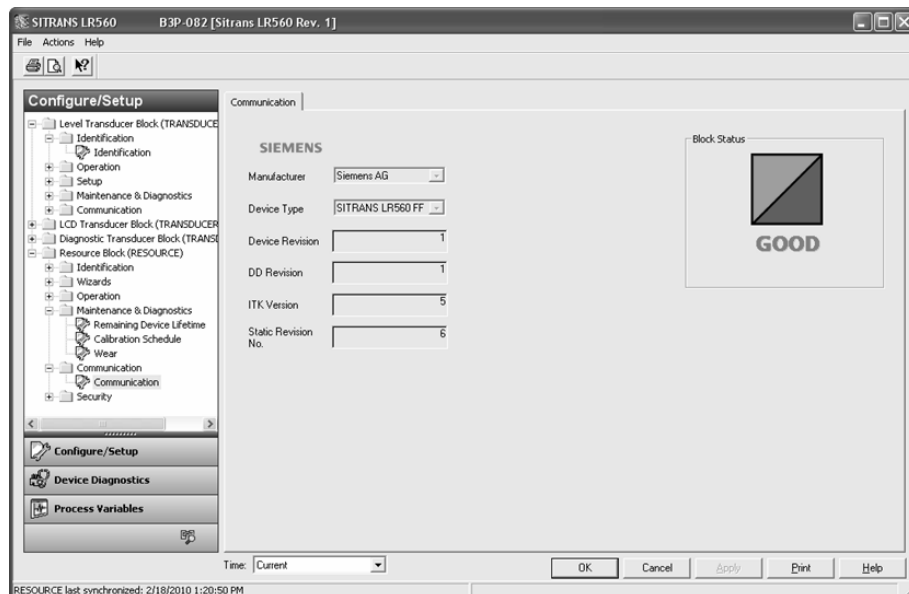 SITRANS LR560 B3P-082 [Sitrans LR560 Rev. 1]
File Actions Help
Configure/Setup
Level Transducer Block (TRANSDUCE
Identification
Identification
Operation
Setup
Maintenance & Diagnostics
Communication
LCD Transducer Block (TRANSDUCER
Diagnostic Transducer Block (TRANSD
Resource Block (RESOURCE)
Identification
Wizards
Operation
Maintenance & Diagnostics
Remaining Device Lifetime
Calibration Schedule
Wear
Communication
Communication
Security
Configure/Setup
Device Diagnostics
Process Variables
Communication
SIEMENS
Manufacturer Siemens AG
Device Type SITRANS LR560 FF
Device Revision 1
DD Revision 1
ITK Version 5
Static Revision No. 6
Block Status
GOOD
Time: Current
OK Cancel Apply Print Help
RESOURCE last synchronized: 2/18/2010 1:20:50 PM